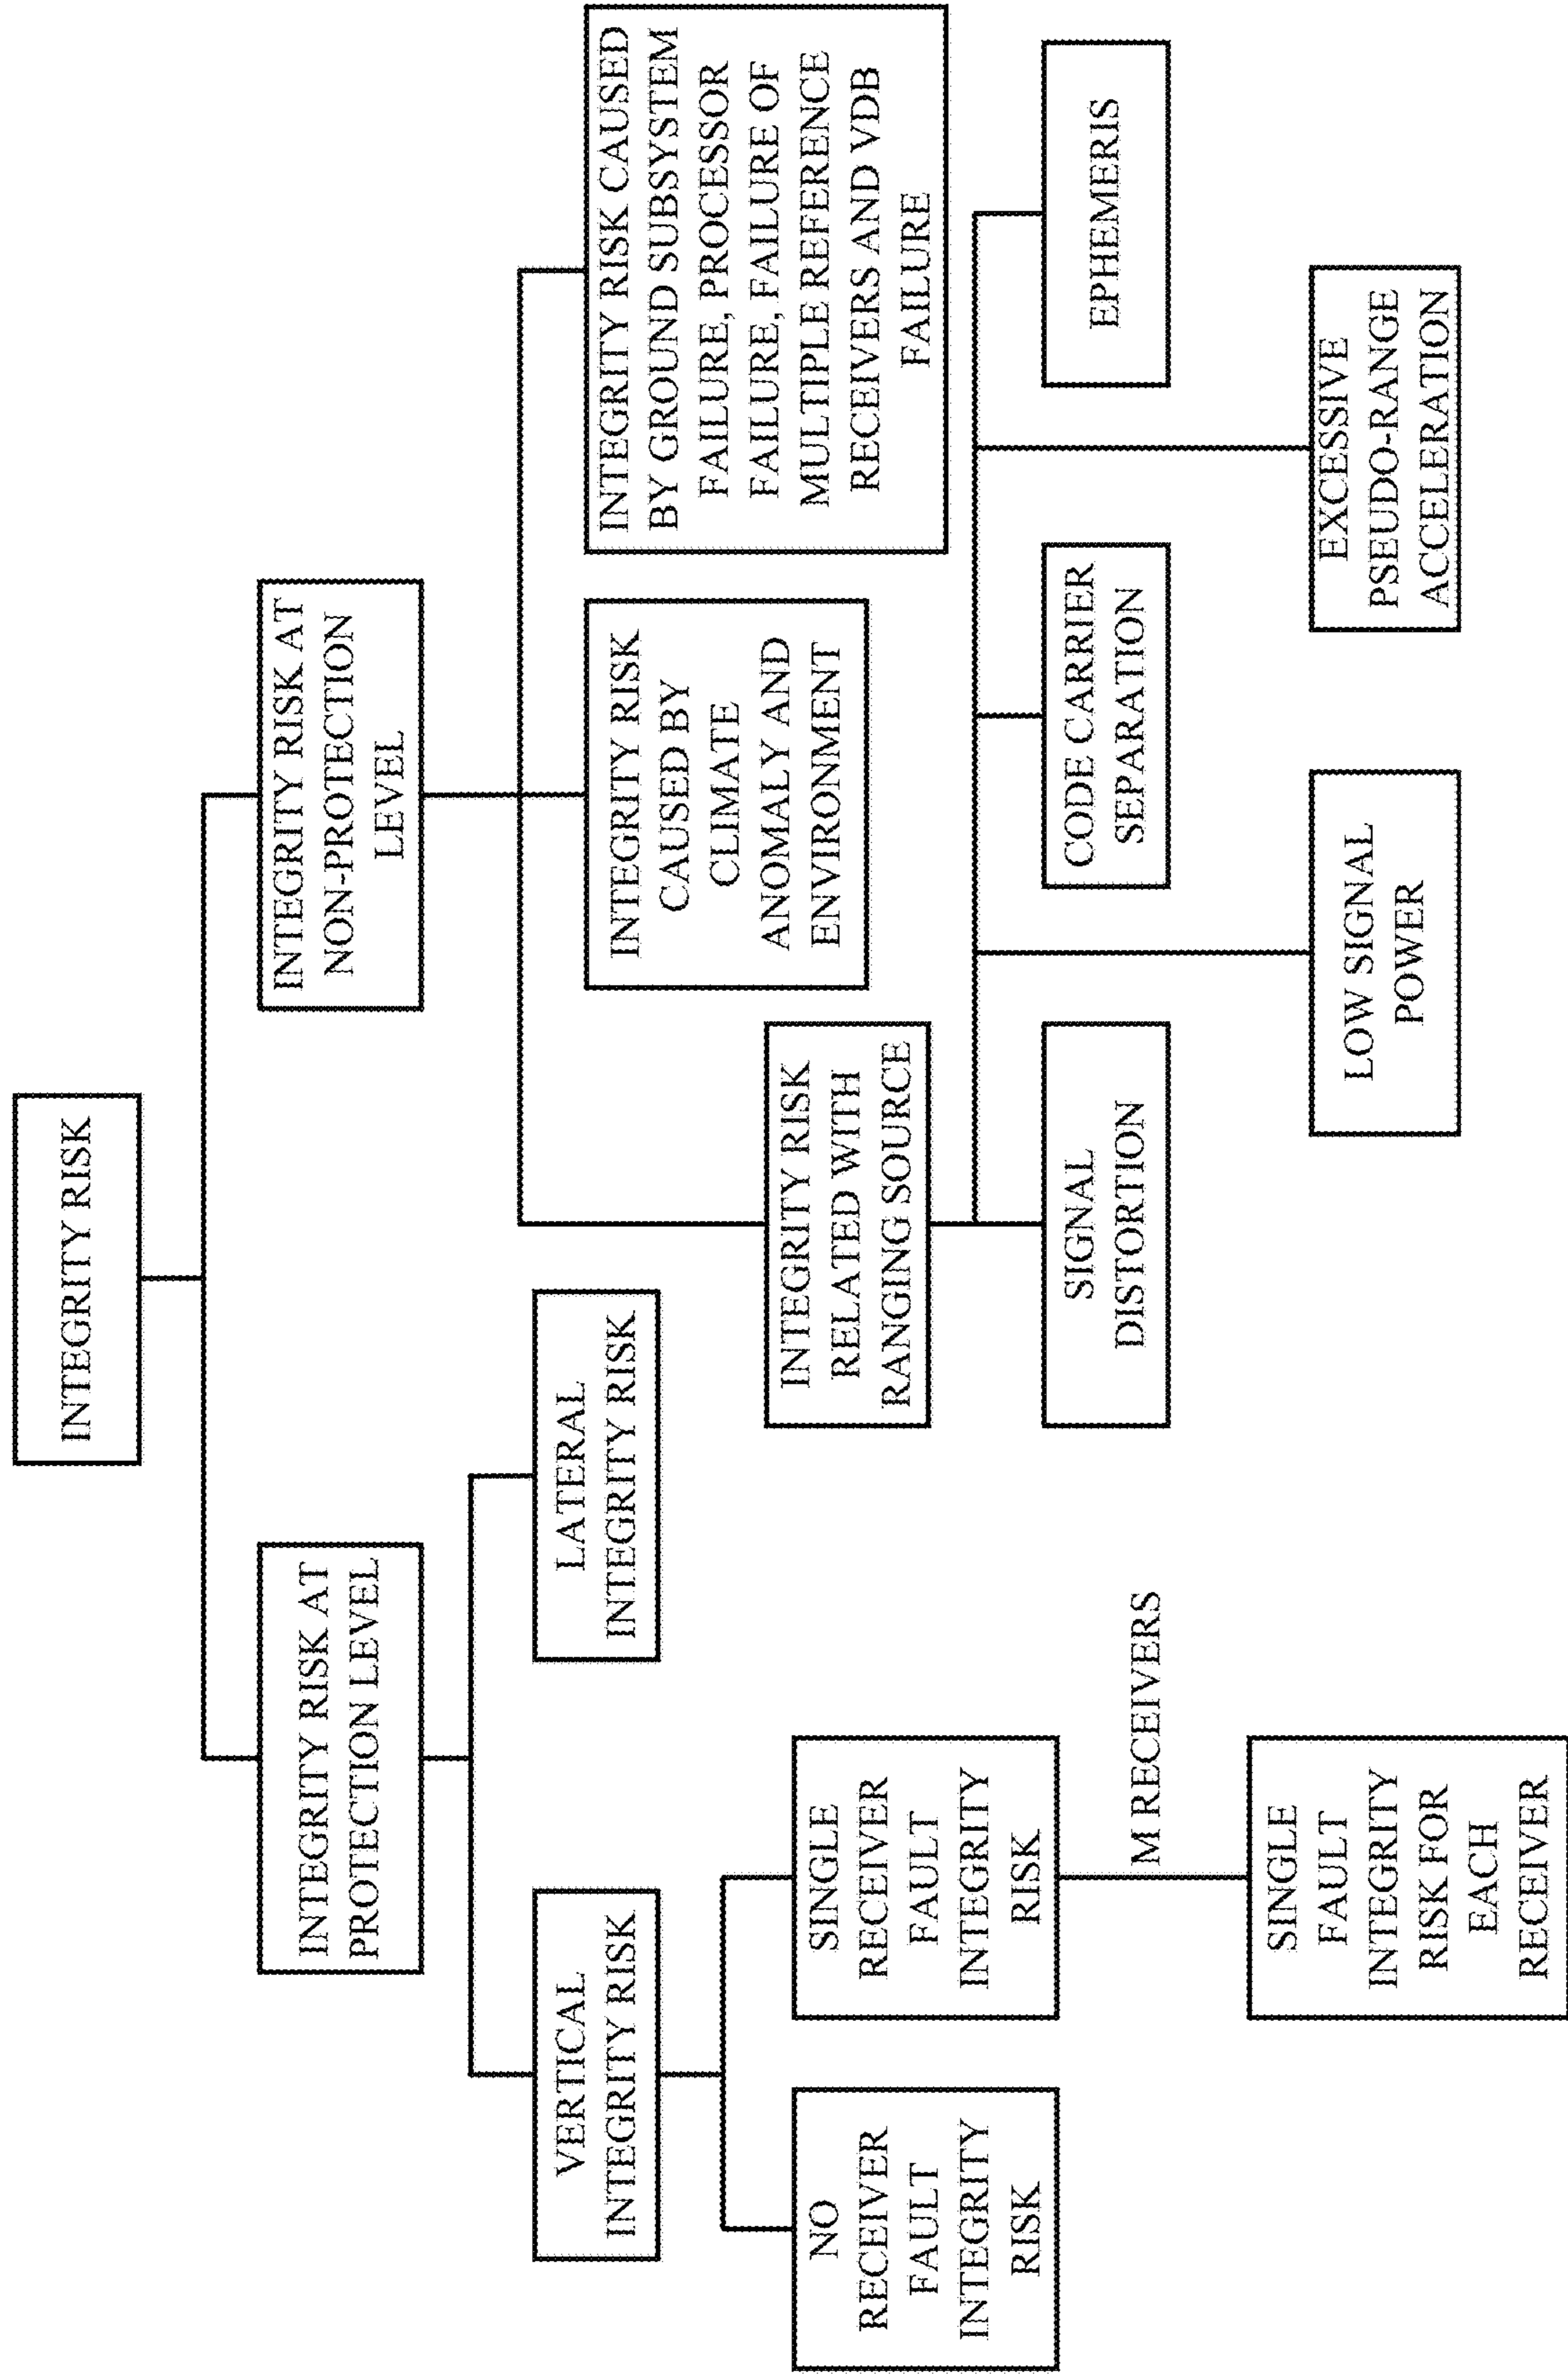 INTEGRITY RISK
INTEGRITY RISK AT
PROTECTION LEVEL
INTEGRITY RISK AT
NON-PROTECTION
LEVEL
VERTICAL
INTEGRITY RISK
LATERAL
INTEGRITY RISK
INTEGRITY RISK
RELATED WITH
RANGING SOURCE
INTEGRITY RISK
CAUSED BY
CLIMATE
ANOMALY AND
ENVIRONMENT
INTEGRITY RISK CAUSED
BY GROUND SUBSYSTEM
FAILURE, PROCESSOR
FAILURE, FAILURE OF
MULTIPLE REFERENCE
RECEIVERS AND VDB
FAILURE
NO
RECEIVER
FAULT
INTEGRITY
RISK
SINGLE
RECEIVER
FAULT
INTEGRITY
RISK
M RECEIVERS
SINGLE
FAULT
INTEGRITY
RISK FOR
EACH
RECEIVER
SIGNAL
DISTORTION
CODE CARRIER
SEPARATION
EPHEMERIS
LOW SIGNAL
POWER
EXCESSIVE
PSEUDO-RANGE
ACCELERATION